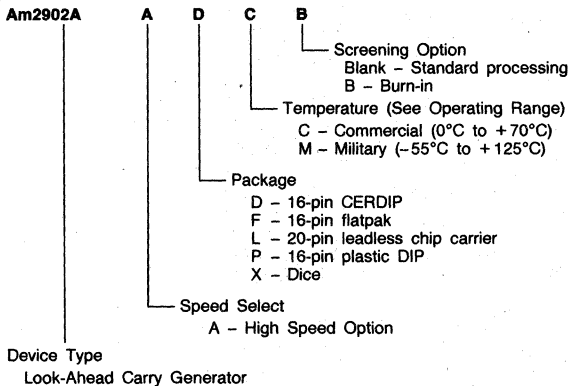 Am2902A A D C B
Screening Option
Blank – Standard processing
B – Burn-in
Temperature (See Operating Range)
C – Commercial (0°C to +70°C)
M – Military (–55°C to +125°C)
Package
D – 16-pin CERDIP
F – 16-pin flatpak
L – 20-pin leadless chip carrier
P – 16-pin plastic DIP
X – Dice
Speed Select
A – High Speed Option
Device Type
Look-Ahead Carry Generator